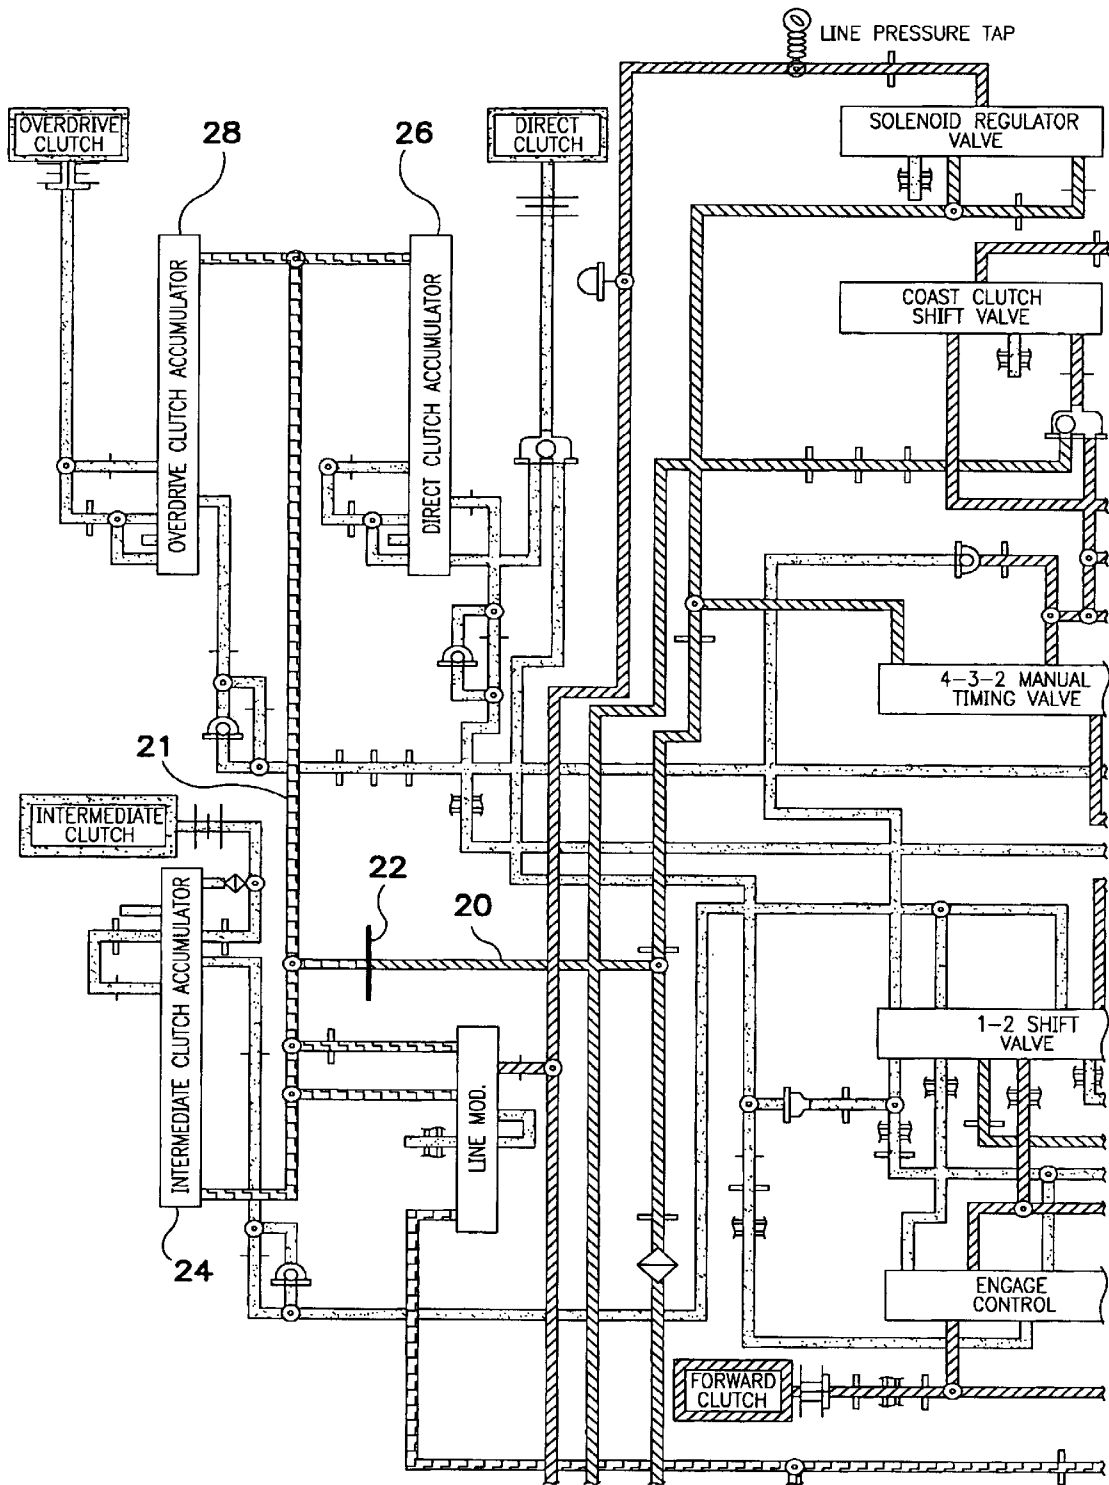 LINE PRESSURE TAP
OVERDRIVE
CLUTCH
28
26
DIRECT
CLUTCH
SOLENOID REGULATOR
VALVE
OVERDRIVE CLUTCH ACCUMULATOR
DIRECT CLUTCH ACCUMULATOR
COAST CLUTCH
SHIFT VALVE
4-3-2 MANUAL
TIMING VALVE
21
INTERMEDIATE
CLUTCH
22
20
INTERMEDIATE CLUTCH ACCUMULATOR
1-2 SHIFT
VALVE
LINE MOD.
24
ENGAGE
CONTROL
FORWARD
CLUTCH